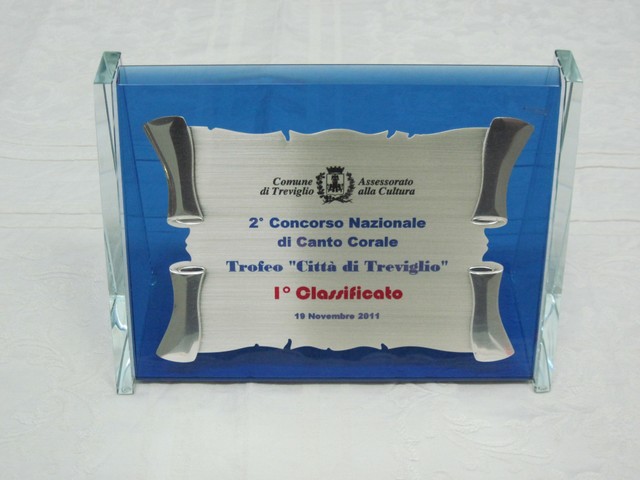 Comune Assessorato
di Treviglio alla Cultura
2° Concorso Nazionale
di Canto Corale
Trofeo "Città di Treviglio"
1° Classificato
19 Novembre 2011